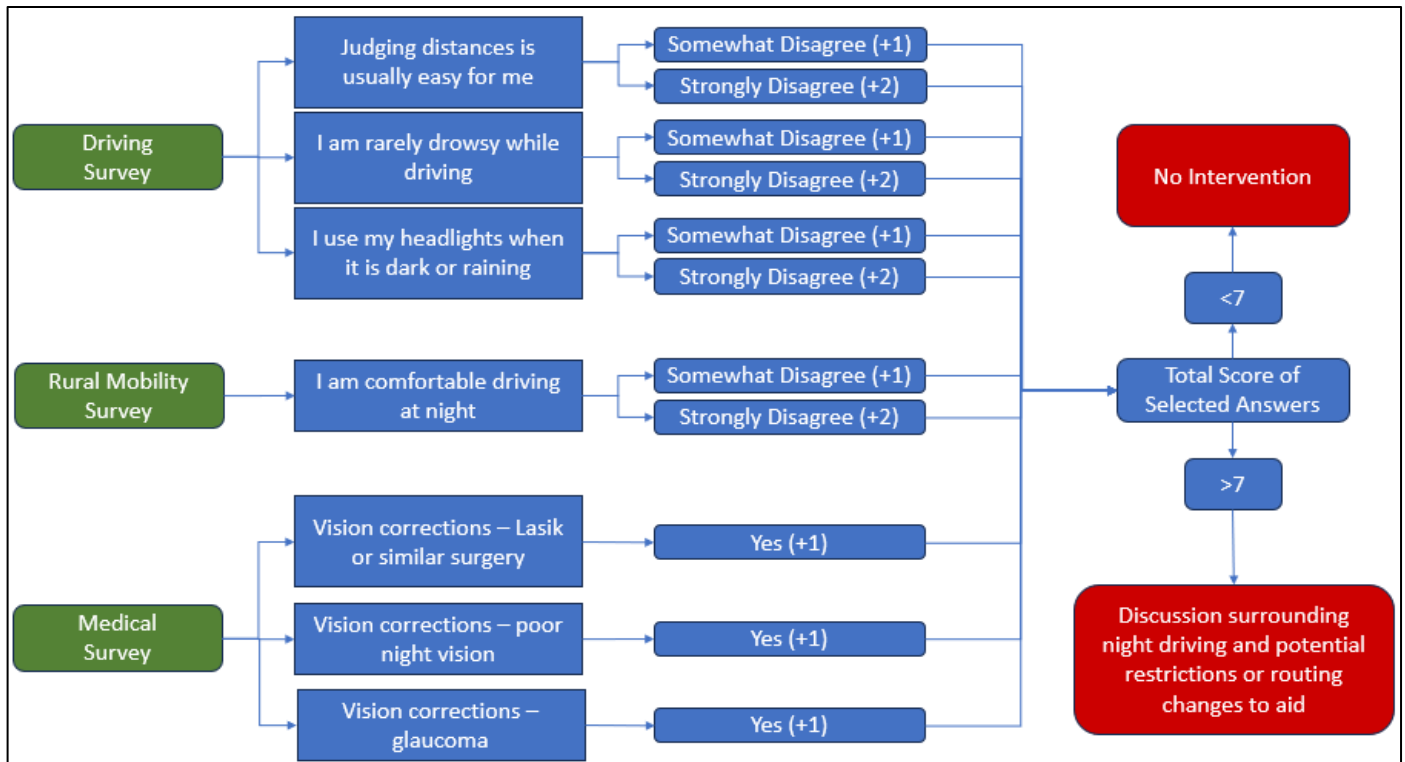 Driving
Survey
Judging distances is
usually easy for me
Somewhat Disagree (+1)
Strongly Disagree (+2)
I am rarely drowsy while
driving
Somewhat Disagree (+1)
Strongly Disagree (+2)
I use my headlights when
it is dark or raining
Somewhat Disagree (+1)
Strongly Disagree (+2)
Rural Mobility
Survey
I am comfortable driving
at night
Somewhat Disagree (+1)
Strongly Disagree (+2)
Medical
Survey
Vision corrections – Lasik
or similar surgery
Yes (+1)
Vision corrections – poor
night vision
Yes (+1)
Vision corrections –
glaucoma
Yes (+1)
No Intervention
<7
Total Score of
Selected Answers
>7
Discussion surrounding
night driving and potential
restrictions or routing
changes to aid